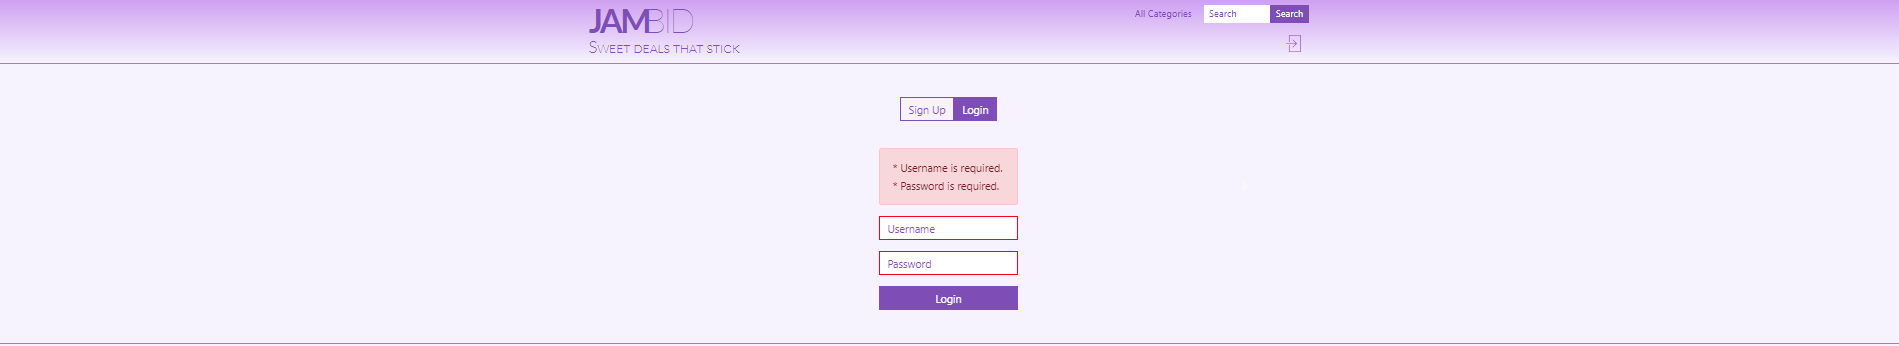 JAMBID
SWEET DEALS THAT STICK
All Categories
Search
Search
Sign Up
Login
* Username is required.
* Password is required.
Username
Password
Login